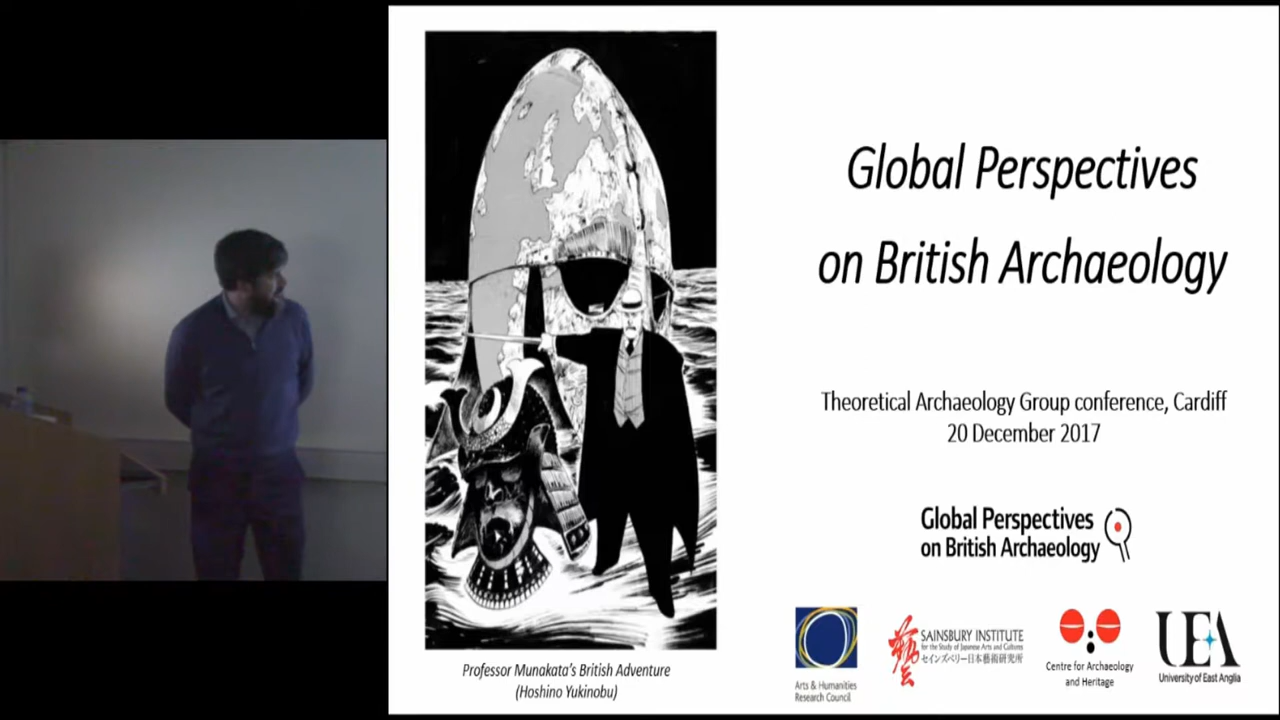 Global Perspectives
on British Archaeology
Theoretical Archaeology Group conference, Cardiff
20 December 2017
Global Perspectives
on British Archaeology
Professor Munakata's British Adventure
(Hoshino Yukinobu)
Arts & Humanities
Research Council
SAINSBURY INSTITUTE
for the Study of Japanese Arts and Cultures
セインズベリー日本藝術研究所
Centre for Archaeology
and Heritage
UEA
University of East Anglia